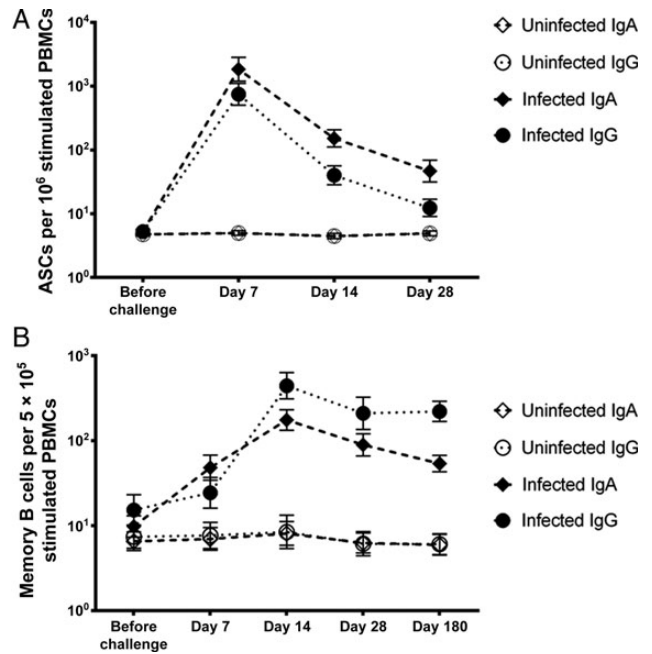 A
ASCs per 10⁶ stimulated PBMCs
10⁴
10³
10²
10¹
10⁰
Before
challenge
Day 7
Day 14
Day 28
Uninfected IgA
Uninfected IgG
Infected IgA
Infected IgG
B
Memory B cells per 5 × 10⁵
stimulated PBMCs
10³
10²
10¹
10⁰
Before
challenge
Day 7
Day 14
Day 28
Day 180
Uninfected IgA
Uninfected IgG
Infected IgA
Infected IgG